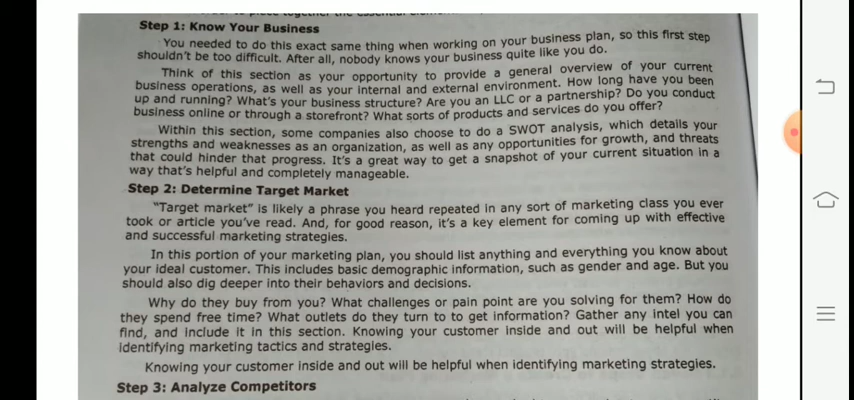 Step 1: Know Your Business
You needed to do this exact same thing when working on your business plan, so this first step
shouldn't be too difficult. After all, nobody knows your business quite like you do.
Think of this section as your opportunity to provide a general overview of your current
business operations, as well as your internal and external environment. How long have you been
up and running? What's your business structure? Are you an LLC or a partnership? Do you conduct
business online or through a storefront? What sorts of products and services do you offer?
Within this section, some companies also choose to do a SWOT analysis, which details your
strengths and weaknesses as an organization, as well as any opportunities for growth, and threats
that could hinder that progress. It's a great way to get a snapshot of your current situation in a
way that's helpful and completely manageable.
Step 2: Determine Target Market
"Target market" is likely a phrase you heard repeated in any sort of marketing class you ever
took or article you've read. And, for good reason, it's a key element for coming up with effective
and successful marketing strategies.
In this portion of your marketing plan, you should list anything and everything you know about
your ideal customer. This includes basic demographic information, such as gender and age. But you
should also dig deeper into their behaviors and decisions.
Why do they buy from you? What challenges or pain point are you solving for them? How do
they spend free time? What outlets do they turn to to get information? Gather any intel you can
find, and include it in this section. Knowing your customer inside and out will be helpful when
identifying marketing tactics and strategies.
Knowing your customer inside and out will be helpful when identifying marketing strategies.
Step 3: Analyze Competitors